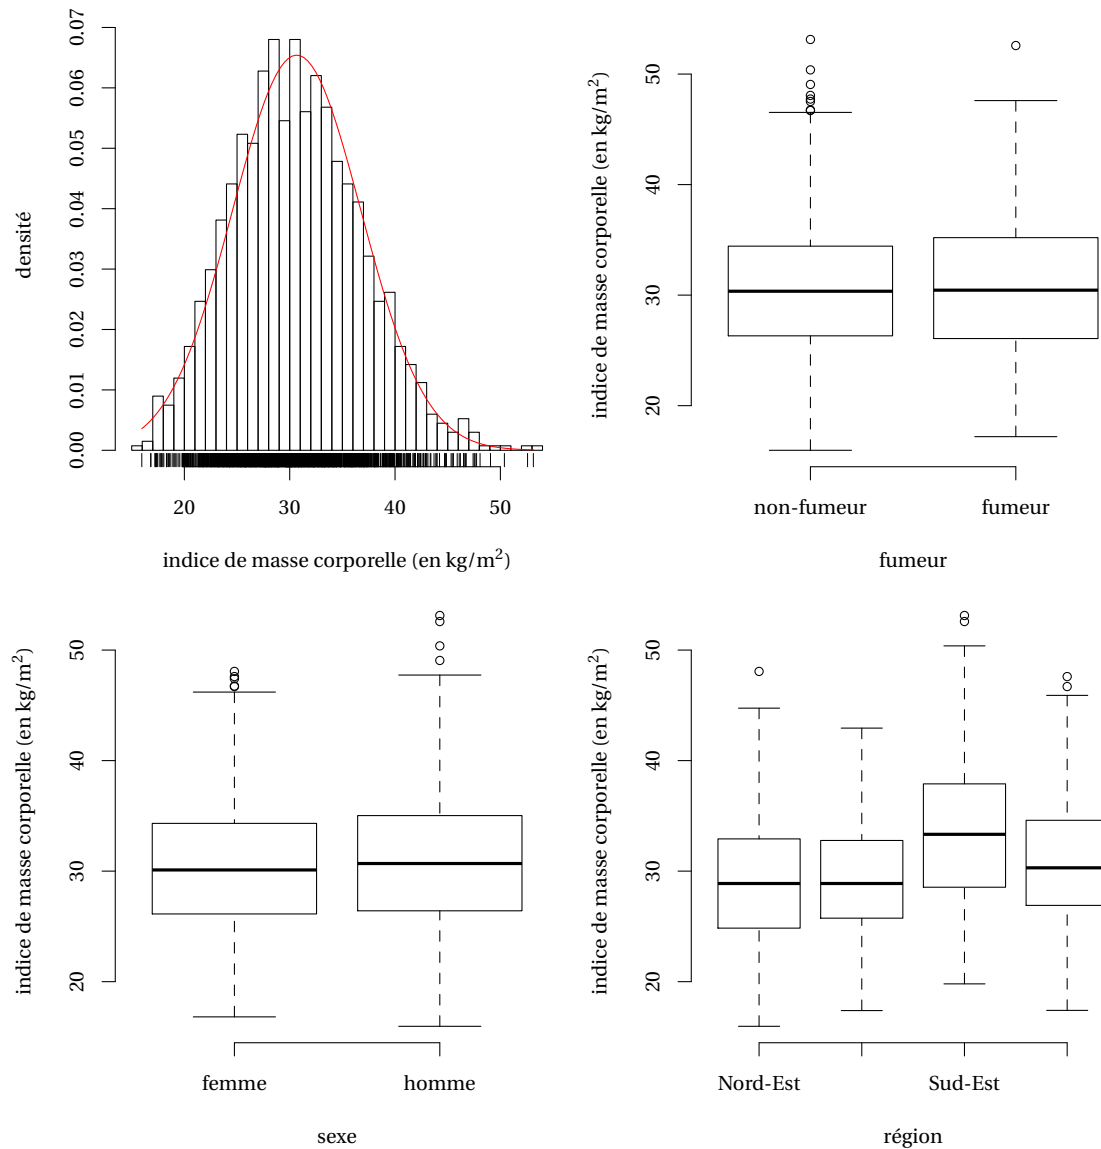 densité
0.00
0.01
0.02
0.03
0.04
0.05
0.06
0.07
20
30
40
50
indice de masse corporelle (en kg/m²)
indice de masse corporelle (en kg/m²)
20
30
40
50
non-fumeur
fumeur
fumeur
indice de masse corporelle (en kg/m²)
20
30
40
50
femme
homme
sexe
indice de masse corporelle (en kg/m²)
20
30
40
50
Nord-Est
Sud-Est
région